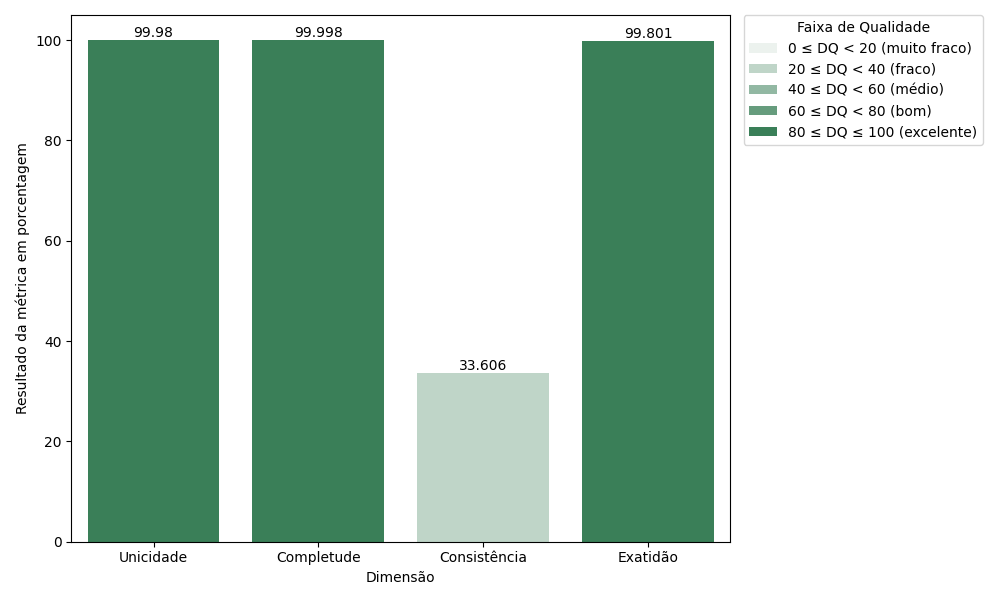 99.98
99.998
33.606
99.801
100
80
60
40
20
0
Resultado da métrica em porcentagem
Unicidade
Completude
Consistência
Exatidão
Dimensão
Faixa de Qualidade
0 ≤ DQ < 20 (muito fraco)
20 ≤ DQ < 40 (fraco)
40 ≤ DQ < 60 (médio)
60 ≤ DQ < 80 (bom)
80 ≤ DQ ≤ 100 (excelente)